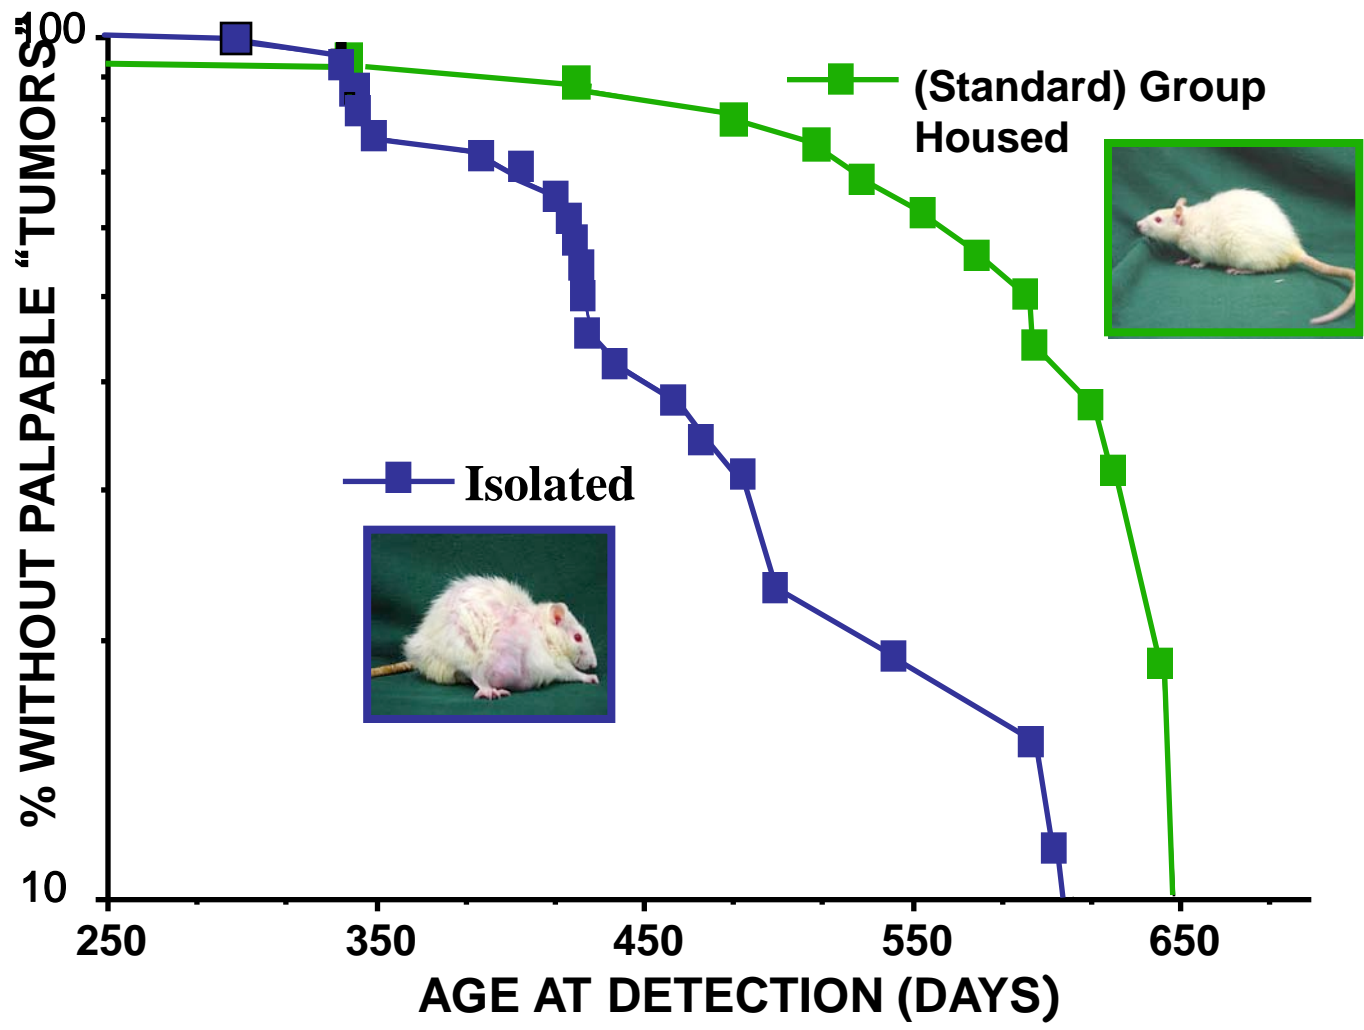 100
% WITHOUT PALPABLE “TUMORS”
10
(Standard) Group
Housed
Isolated
250 350 450 550 650
AGE AT DETECTION (DAYS)